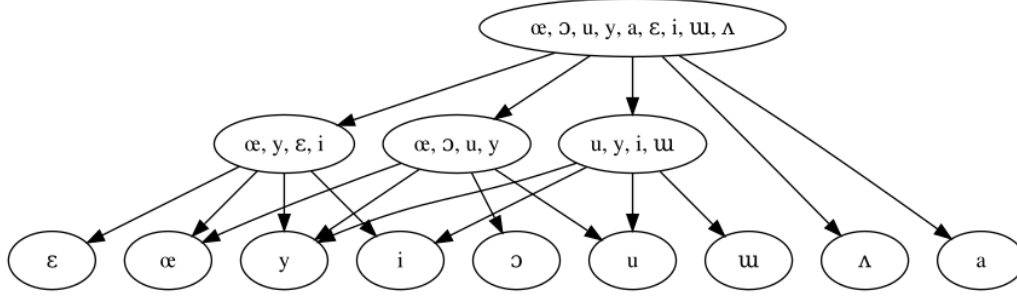 œ, ɔ, u, y, a, ɛ, i, ɯ, ʌ
œ, y, ɛ, i
œ, ɔ, u, y
u, y, i, ɯ
ɛ
œ
y
i
ɔ
u
ɯ
ʌ
a